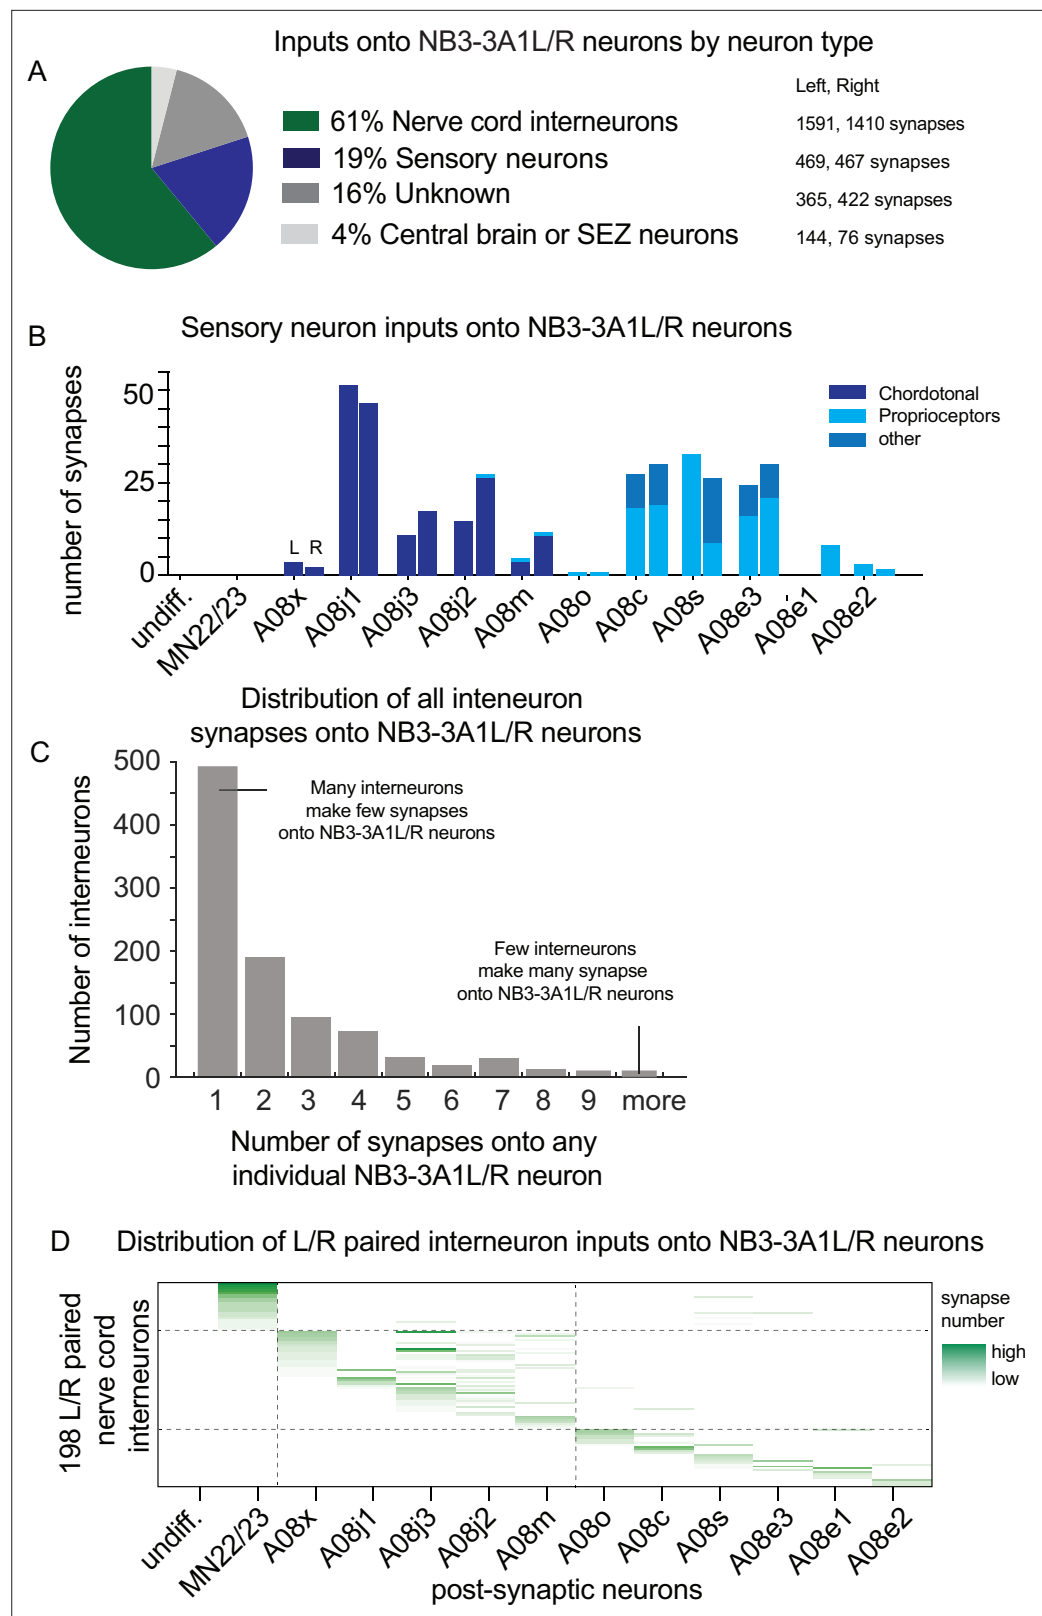 Inputs onto NB3-3A1L/R neurons by neuron type
A
Left, Right
61% Nerve cord interneurons
1591, 1410 synapses
19% Sensory neurons
469, 467 synapses
16% Unknown
365, 422 synapses
4% Central brain or SEZ neurons
144, 76 synapses
B
Sensory neuron inputs onto NB3-3A1L/R neurons
number of synapses
50
25
0
L R
Chordotonal
Proprioceptors
other
undiff.
MN22/23
A08x
A08j1
A08j3
A08j2
A08m
A08o
A08c
A08s
A08e3
A08e1
A08e2
Distribution of all inteneuron
synapses onto NB3-3A1L/R neurons
C
Number of interneurons
500
400
300
200
100
0
Many interneurons
make few synapses
onto NB3-3A1L/R neurons
Few interneurons
make many synapse
onto NB3-3A1L/R neurons
1 2 3 4 5 6 7 8 9 more
Number of synapses onto any
individual NB3-3A1L/R neuron
D
Distribution of L/R paired interneuron inputs onto NB3-3A1L/R neurons
198 L/R paired
nerve cord
interneurons
synapse
number
high
low
undiff.
MN22/23
A08x
A08j1
A08j3
A08j2
A08m
A08o
A08c
A08s
A08e3
A08e1
A08e2
post-synaptic neurons